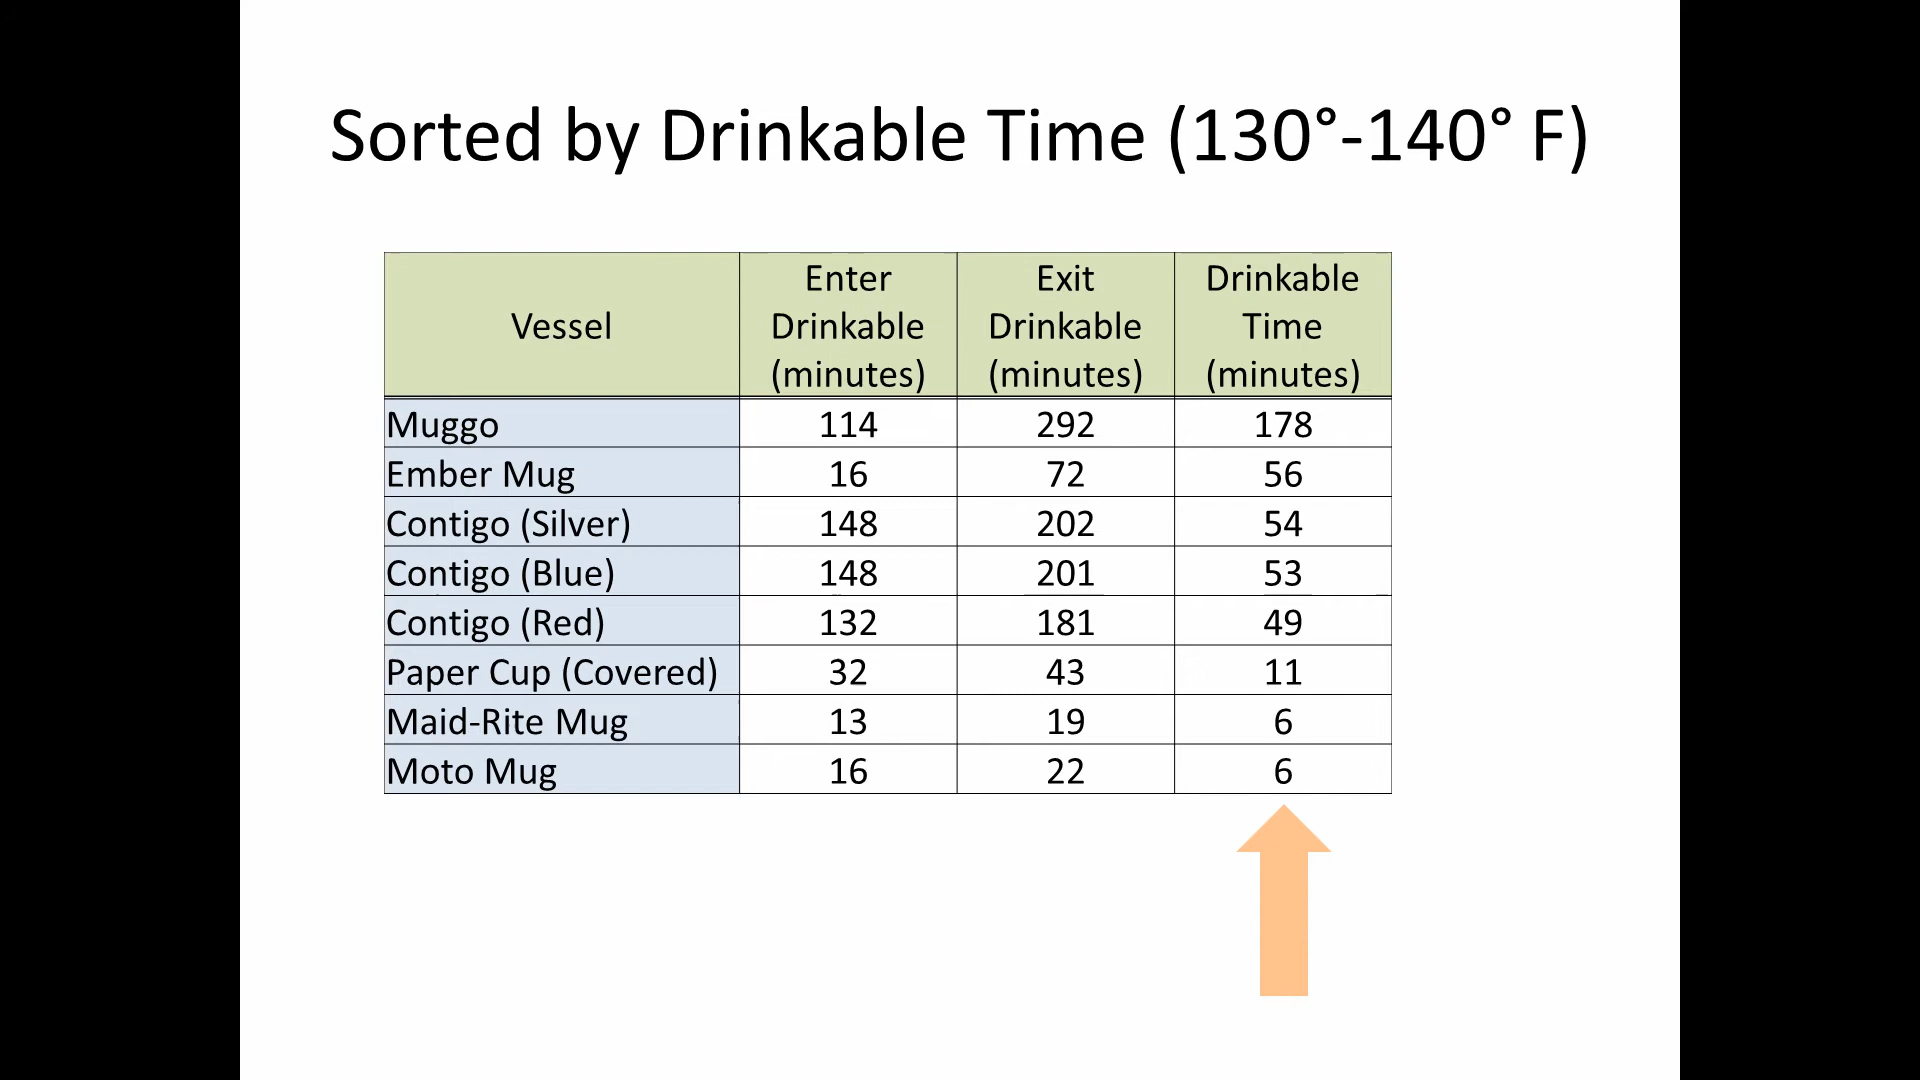 Sorted by Drinkable Time (130°-140° F)
Vessel Enter Drinkable (minutes) Exit Drinkable (minutes) Drinkable Time (minutes)
Muggo 114 292 178
Ember Mug 16 72 56
Contigo (Silver) 148 202 54
Contigo (Blue) 148 201 53
Contigo (Red) 132 181 49
Paper Cup (Covered) 32 43 11
Maid-Rite Mug 13 19 6
Moto Mug 16 22 6